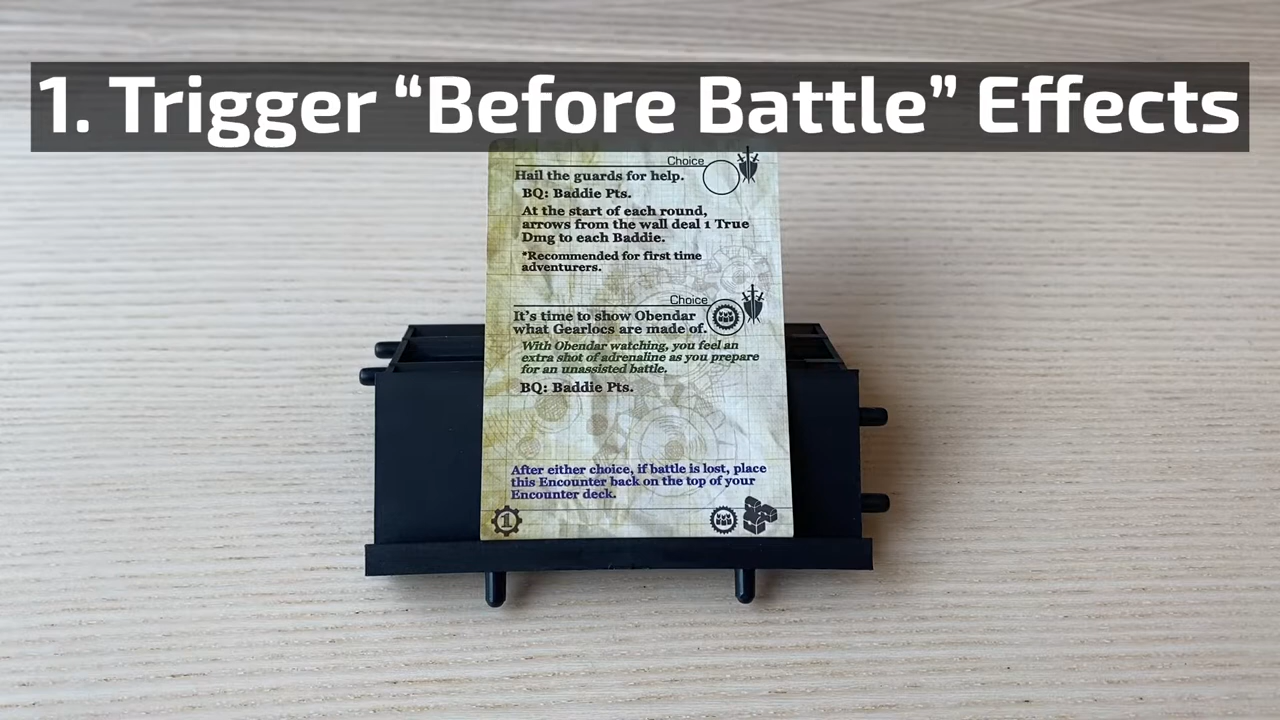 1. Trigger “Before Battle” Effects
Choice
Hail the guards for help.
BQ: Baddie Pts.
At the start of each round,
arrows from the wall deal 1 True
Dmg to each Baddie.
*Recommended for first time
adventurers.
Choice
It's time to show Obendar
what Gearlocs are made of.
With Obendar watching, you feel an
extra shot of adrenaline as you prepare
for an unassisted battle.
BQ: Baddie Pts.
After either choice, if battle is lost, place
this Encounter back on the top of your
Encounter deck.
1